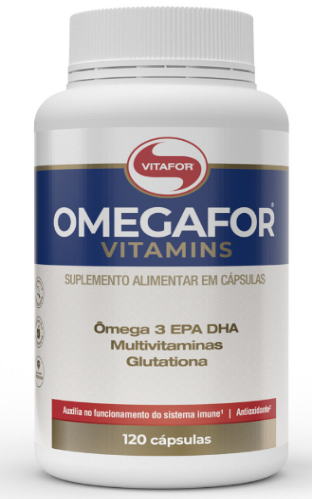 VITAFOR®
OMEGAFOR®
VITAMINS
SUPLEMENTO ALIMENTAR EM CÁPSULAS
Ômega 3 EPA DHA
Multivitaminas
Glutationa
Auxilia no funcionamento do sistema imune¹ | Antioxidante²
120 cápsulas